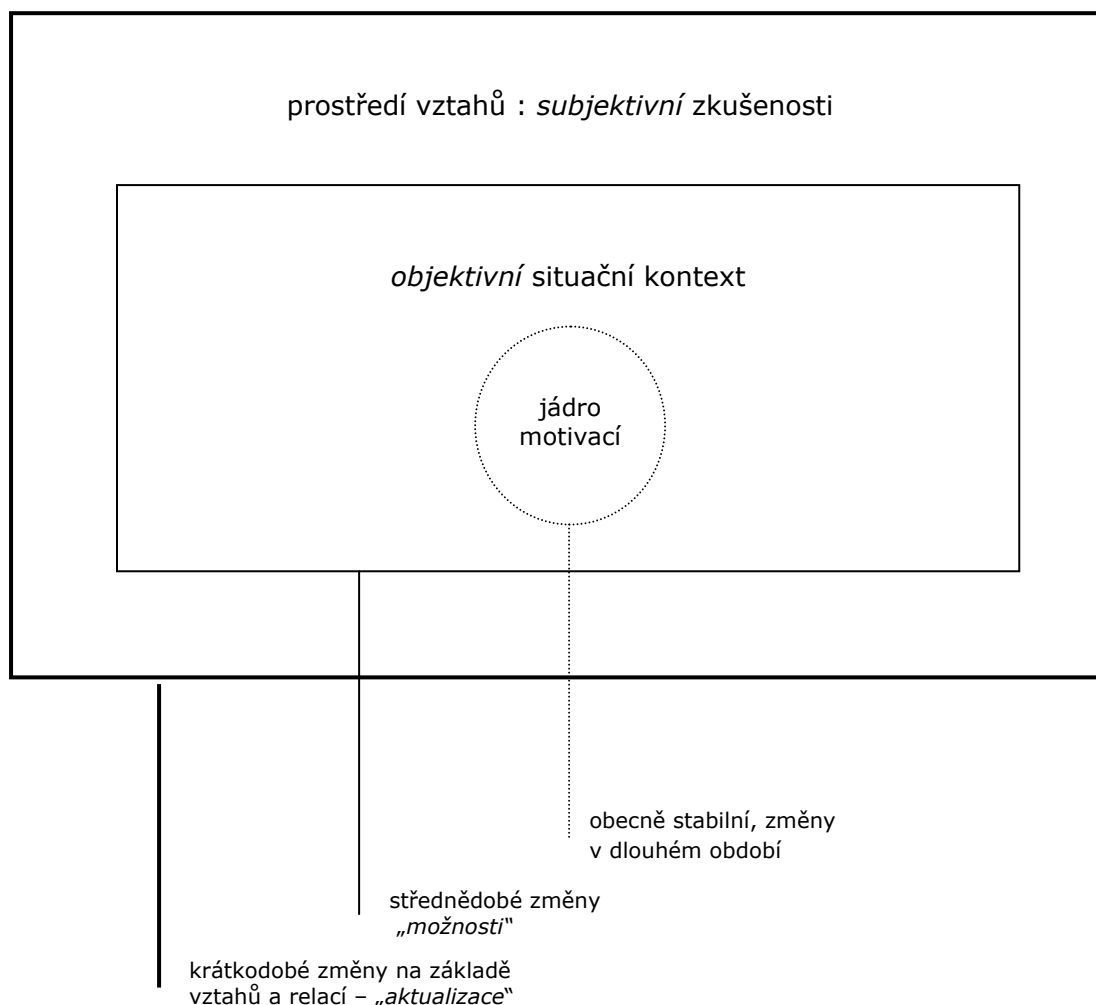 prostředí vztahů : subjektivní zkušenosti
objektivní situační kontext
jádro
motivací
obecně stabilní, změny
v dlouhém období
střednědobé změny
„možnosti“
krátkodobé změny na základě
vztahů a relací – „aktualizace“